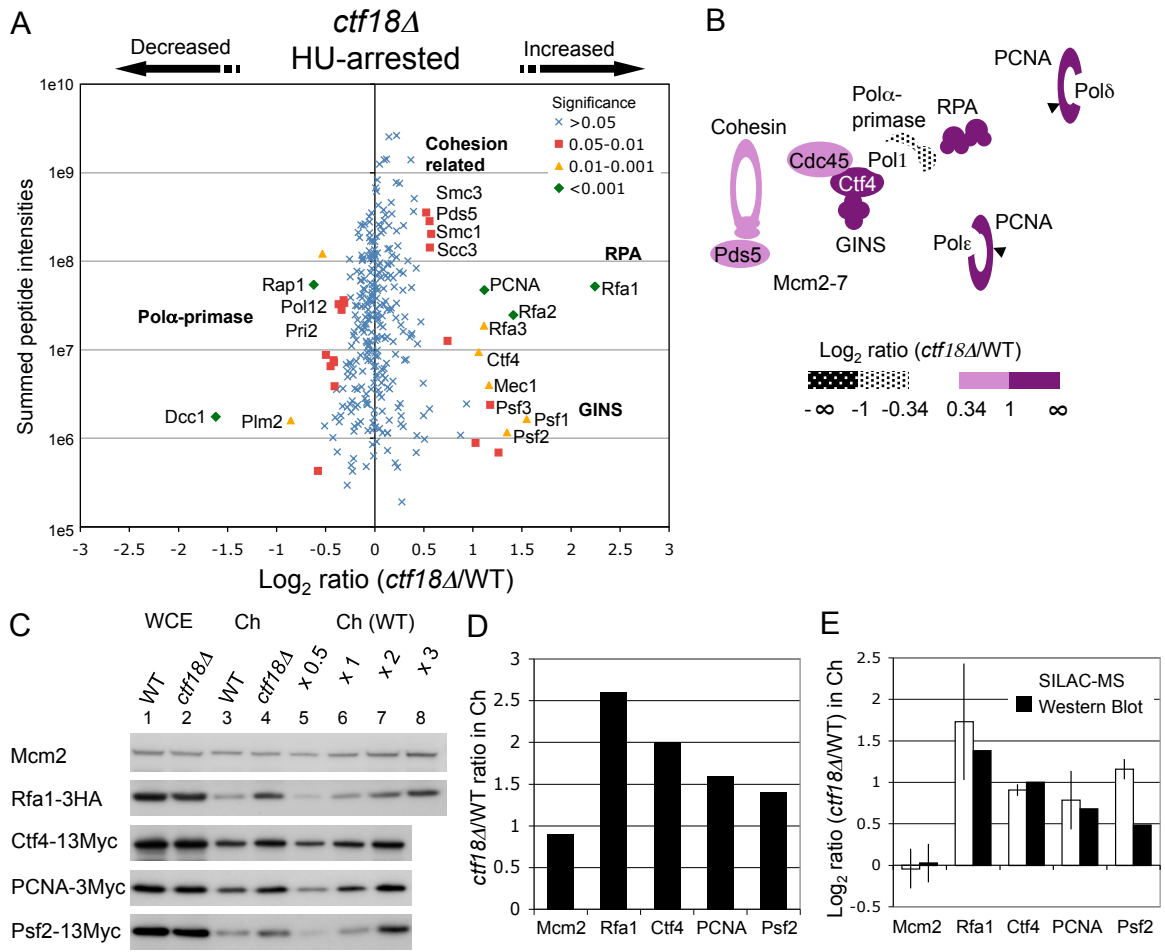 A
ctf18Δ
HU-arrested
Decreased
Increased
1e10
1e9
1e8
1e7
1e6
1e5
Summed peptide intensities
Significance
>0.05
0.05-0.01
0.01-0.001
<0.001
Cohesion
related
Smc3
Pds5
Smc1
Scc3
RPA
Rap1
Pol12
Polα-primase
Pri2
PCNA
Rfa1
Rfa2
Rfa3
Ctf4
Mec1
Psf3
GINS
Psf1
Psf2
Dcc1
Plm2
-3 -2.5 -2 -1.5 -1 -0.5 0 0.5 1 1.5 2 2.5 3
Log2 ratio (ctf18Δ/WT)
B
PCNA
Polδ
Polα-
primase
RPA
Cohesin
Cdc45
Pol1
Ctf4
PCNA
GINS
Polε
Pds5
Mcm2-7
Log2 ratio (ctf18Δ/WT)
-∞ -1 -0.34 0.34 1 ∞
C
WCE Ch Ch (WT)
WT ctf18Δ WT ctf18Δ x 0.5 x 1 x 2 x 3
1 2 3 4 5 6 7 8
Mcm2
Rfa1-3HA
Ctf4-13Myc
PCNA-3Myc
Psf2-13Myc
D
3
2.5
2
1.5
1
0.5
0
ctf18Δ/WT ratio in Ch
Mcm2 Rfa1 Ctf4 PCNA Psf2
E
2.5
2
1.5
1
0.5
0
-0.5
Log2 ratio (ctf18Δ/WT) in Ch
SILAC-MS
Western Blot
Mcm2 Rfa1 Ctf4 PCNA Psf2